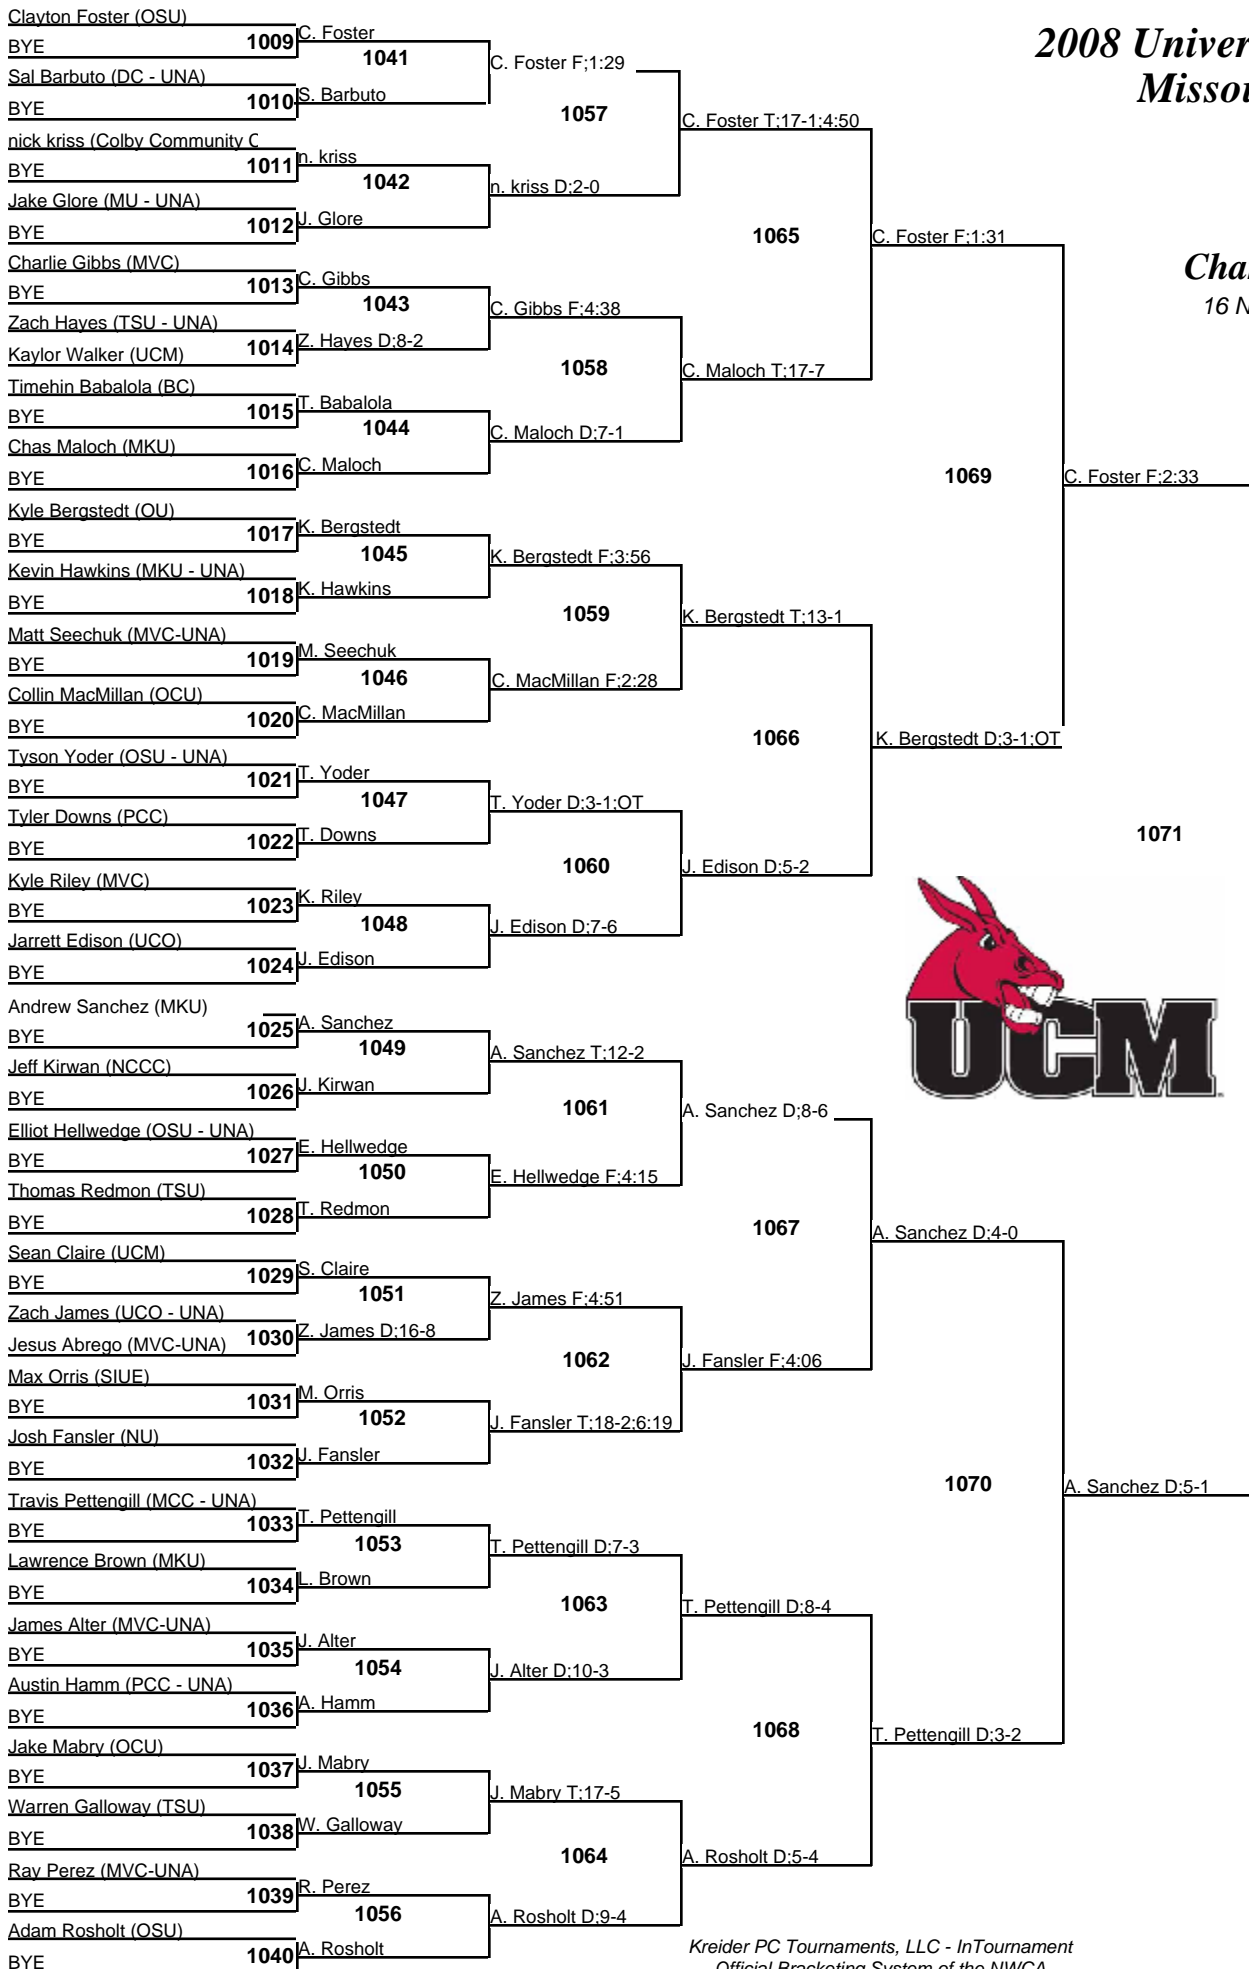 Clayton Foster (OSU)
BYE
1009
C. Foster
1041
Sal Barbuto (DC - UNA)
BYE
1010
S. Barbuto
C. Foster F;1:29
1057
nick kriss (Colby Community C
BYE
1011
n. kriss
1042
Jake Glore (MU - UNA)
BYE
1012
J. Glore
n. kriss D;2-0
C. Foster T;17-1;4:50
1065
Charlie Gibbs (MVC)
BYE
1013
C. Gibbs
1043
Zach Hayes (TSU - UNA)
Kaylor Walker (UCM)
1014
Z. Hayes D;8-2
C. Gibbs F;4:38
1058
Timehin Babalola (BC)
BYE
1015
T. Babalola
1044
Chas Maloch (MKU)
BYE
1016
C. Maloch
C. Maloch D;7-1
C. Maloch T;17-7
C. Foster F;1:31
1069
Kyle Bergstedt (OU)
BYE
1017
K. Bergstedt
1045
Kevin Hawkins (MKU - UNA)
BYE
1018
K. Hawkins
K. Bergstedt F;3:56
1059
Matt Seechuk (MVC-UNA)
BYE
1019
M. Seechuk
1046
Collin MacMillan (OCU)
BYE
1020
C. MacMillan
C. MacMillan F;2:28
K. Bergstedt T;13-1
1066
Tyson Yoder (OSU - UNA)
BYE
1021
T. Yoder
1047
Tyler Downs (PCC)
BYE
1022
T. Downs
T. Yoder D;3-1;OT
1060
Kyle Riley (MVC)
BYE
1023
K. Riley
1048
Jarrett Edison (UCO)
BYE
1024
J. Edison
J. Edison D;7-6
J. Edison D;5-2
K. Bergstedt D;3-1;OT
C. Foster F;2:33
1071
Andrew Sanchez (MKU)
BYE
1025
A. Sanchez
1049
Jeff Kirwan (NCCC)
BYE
1026
J. Kirwan
A. Sanchez T;12-2
1061
Elliot Hellwedge (OSU - UNA)
BYE
1027
E. Hellwedge
1050
Thomas Redmon (TSU)
BYE
1028
T. Redmon
E. Hellwedge F;4:15
A. Sanchez D;8-6
1067
Sean Claire (UCM)
BYE
1029
S. Claire
1051
Zach James (UCO - UNA)
Jesus Abrego (MVC-UNA)
1030
Z. James D;16-8
Z. James F;4:51
1062
Max Orris (SIUE)
BYE
1031
M. Orris
1052
Josh Fansler (NU)
BYE
1032
J. Fansler
J. Fansler T;18-2;6:19
J. Fansler F;4:06
A. Sanchez D;4-0
1070
Travis Pettengill (MCC - UNA)
BYE
1033
T. Pettengill
1053
Lawrence Brown (MKU)
BYE
1034
L. Brown
T. Pettengill D;7-3
1063
James Alter (MVC-UNA)
BYE
1035
J. Alter
1054
Austin Hamm (PCC - UNA)
BYE
1036
A. Hamm
J. Alter D;10-3
T. Pettengill D;8-4
1068
Jake Mabry (OCU)
BYE
1037
J. Mabry
1055
Warren Galloway (TSU)
BYE
1038
W. Galloway
J. Mabry T;17-5
1064
Ray Perez (MVC-UNA)
BYE
1039
R. Perez
1056
Adam Rosholt (OSU)
BYE
1040
A. Rosholt
A. Rosholt D;9-4
A. Rosholt D;5-4
T. Pettengill D;3-2
A. Sanchez D;5-1
2008 Univer
Missou
Cha
16 N
UCM
Kreider PC Tournaments, LLC - InTournament
Official Bracketing System of the NWCA